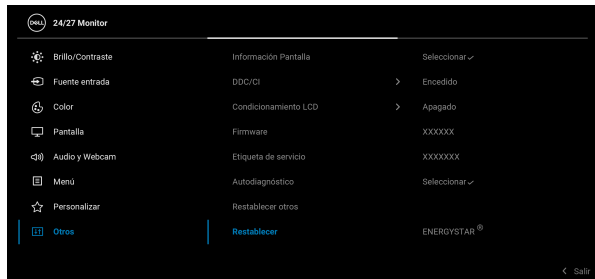 DELL 24/27 Monitor
Brillo/Contraste Información Pantalla Seleccionar
Fuente entrada DDC/CI > Encedido
Color Condicionamiento LCD > Apagado
Pantalla Firmware XXXXXX
Audio y Webcam Etiqueta de servicio XXXXXXX
Menú Autodiagnóstico Seleccionar
Personalizar Restablecer otros
Otros Restablecer ENERGYSTAR ®
< Salir